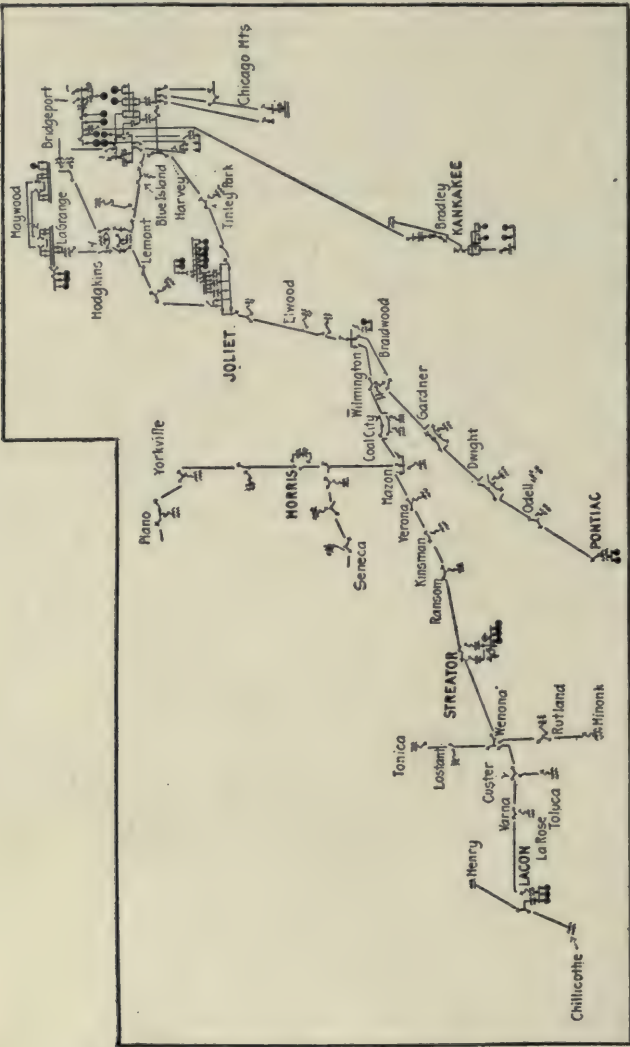 Maywood
Bridgeport
LaGrange
Chicago Hts
Hodgkins
Lemont
Blue Island
Harvey
Tinley Park
JOLIET
Elwood
Bradley
KANKAKEE
Wilmington
Braidwood
Yorkville
Plano
MORRIS
Seneca
Coal City
Mazon
Gardner
Verona
Dwight
Kinsman
Odell
Ransom
PONTIAC
STREATOR
Tonica
Lostant
Wenona
Rutland
Minonk
Custer
Varna
La Rose
Toluca
Henry
LACON
Chillicothe